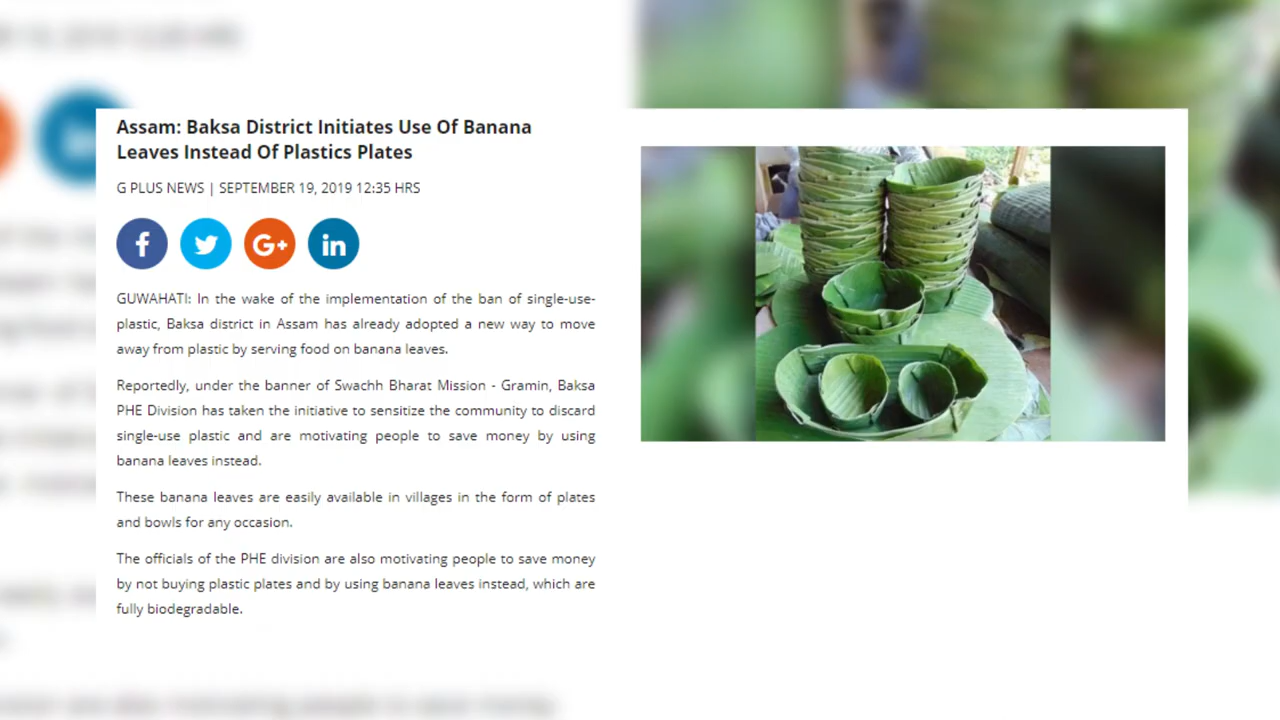 Assam: Baksa District Initiates Use Of Banana
Leaves Instead Of Plastics Plates
G PLUS NEWS | SEPTEMBER 19, 2019 12:35 HRS
f G+ in
GUWAHATI: In the wake of the implementation of the ban of single-use-
plastic, Baksa district in Assam has already adopted a new way to move
away from plastic by serving food on banana leaves.
Reportedly, under the banner of Swachh Bharat Mission - Gramin, Baksa
PHE Division has taken the initiative to sensitize the community to discard
single-use plastic and are motivating people to save money by using
banana leaves instead.
These banana leaves are easily available in villages in the form of plates
and bowls for any occasion.
The officials of the PHE division are also motivating people to save money
by not buying plastic plates and by using banana leaves instead, which are
fully biodegradable.